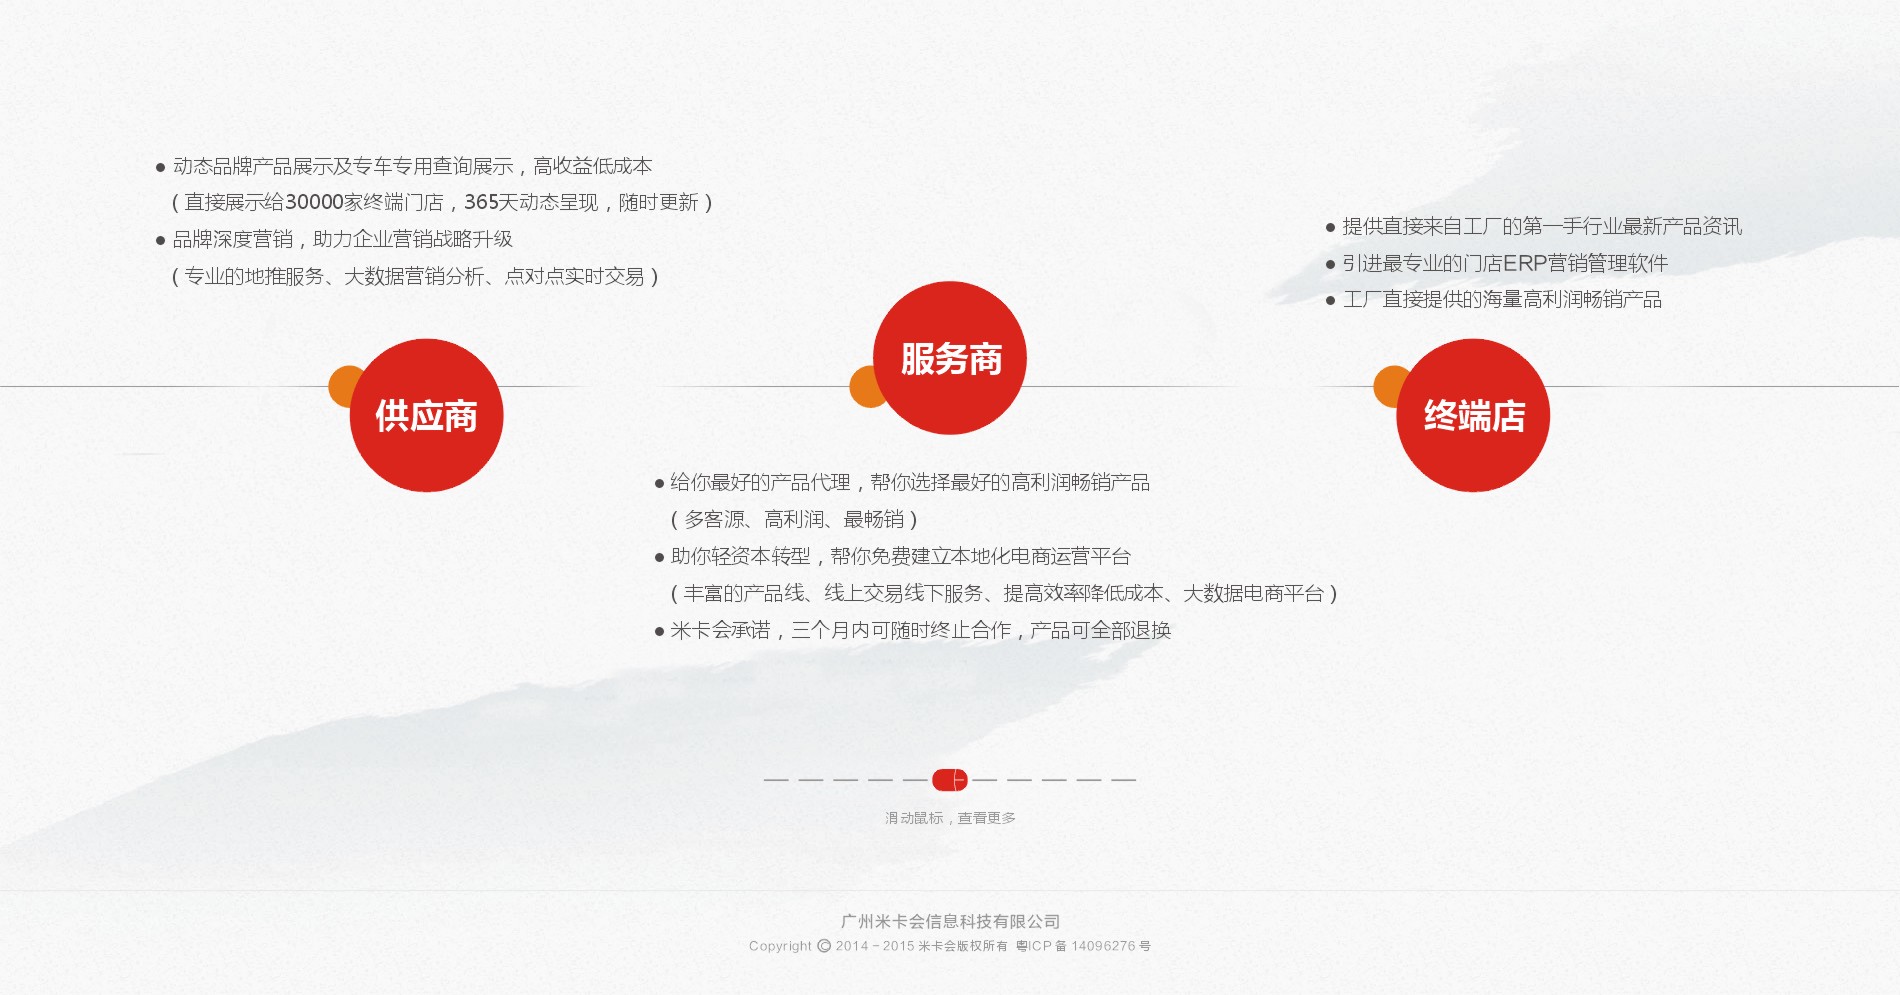 ● 动态品牌产品展示及专车专用查询展示，高收益低成本
（直接展示给30000家终端门店，365天动态呈现，随时更新）
● 品牌深度营销，助力企业营销战略升级
（专业的地推服务、大数据营销分析、点对点实时交易）
供应商
服务商
● 给你最好的产品代理，帮你选择最好的高利润畅销产品
（多客源、高利润、最畅销）
● 助你轻资本转型，帮你免费建立本地化电商运营平台
（丰富的产品线、线上交易线下服务、提高效率降低成本、大数据电商平台）
● 米卡会承诺，三个月内可随时终止合作，产品可全部退换
● 提供直接来自工厂的第一手行业最新产品资讯
● 引进最专业的门店ERP营销管理软件
● 工厂直接提供的海量高利润畅销产品
终端店
滑动鼠标，查看更多
广州米卡会信息科技有限公司
Copyright © 2014 - 2015 米卡会版权所有 粤ICP 备 14096276 号